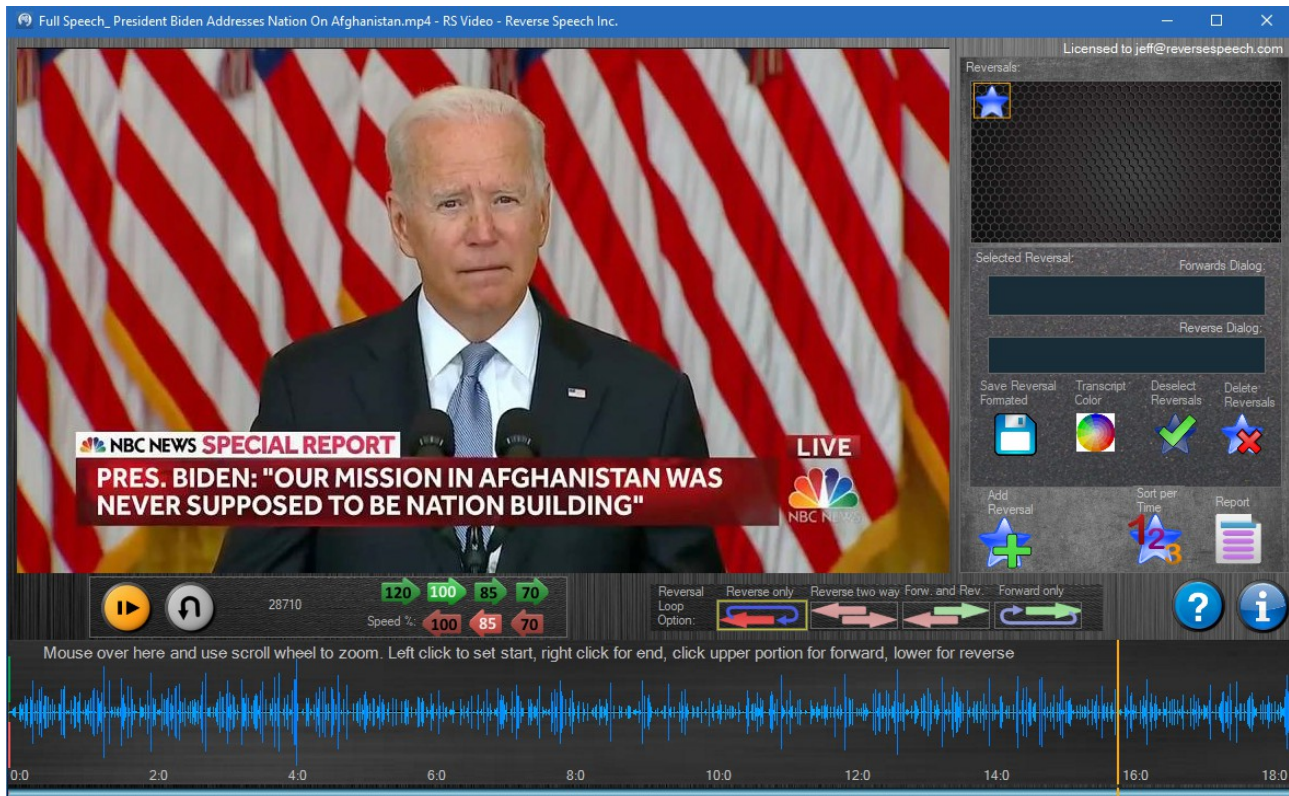 Full Speech_ President Biden Addresses Nation On Afghanistan.mp4 - RS Video - Reverse Speech Inc.
Licensed to jeff@reversespeech.com
Reversals:
Selected Reversal:
Forwards Dialog:
Reverse Dialog:
Save Reversal Formated
Transcript Color
Deselect Reversals
Delete Reversals
Add Reversal
Sort per Time
123
Report
NBC NEWS SPECIAL REPORT
LIVE
PRES. BIDEN: "OUR MISSION IN AFGHANISTAN WAS
NEVER SUPPOSED TO BE NATION BUILDING"
NBC NEWS
28710
120 100 85 70
Speed %: 100 85 70
Reversal Loop Option:
Reverse only
Reverse two way
Forw. and Rev.
Forward only
? i
Mouse over here and use scroll wheel to zoom. Left click to set start, right click for end, click upper portion for forward, lower for reverse
0:0 2:0 4:0 6:0 8:0 10:0 12:0 14:0 16:0 18:0